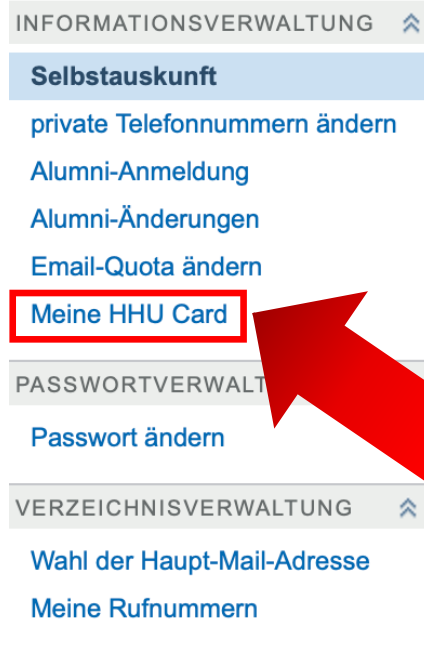 INFORMATIONSVERWALTUNG
Selbstauskunft
private Telefonnummern ändern
Alumni-Anmeldung
Alumni-Änderungen
Email-Quota ändern
Meine HHU Card
PASSWORTVERWALT
Passwort ändern
VERZEICHNISVERWALTUNG
Wahl der Haupt-Mail-Adresse
Meine Rufnummern